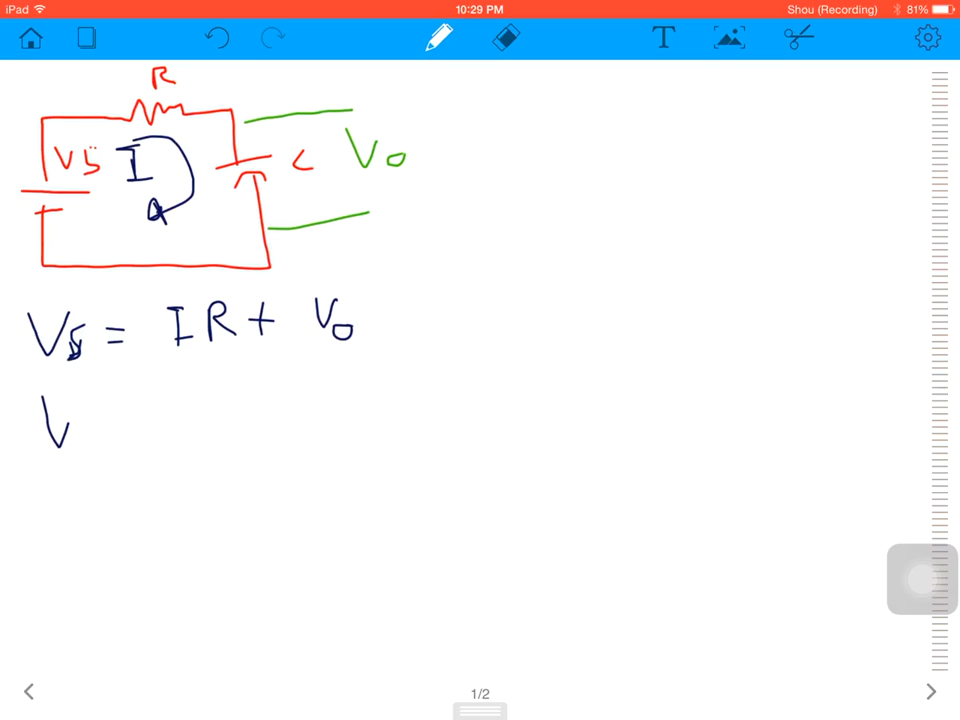 iPad 10:29 PM Shou (Recording) 81%
T
R
Vs I C Vo
Vs = IR + Vo
V
1/2